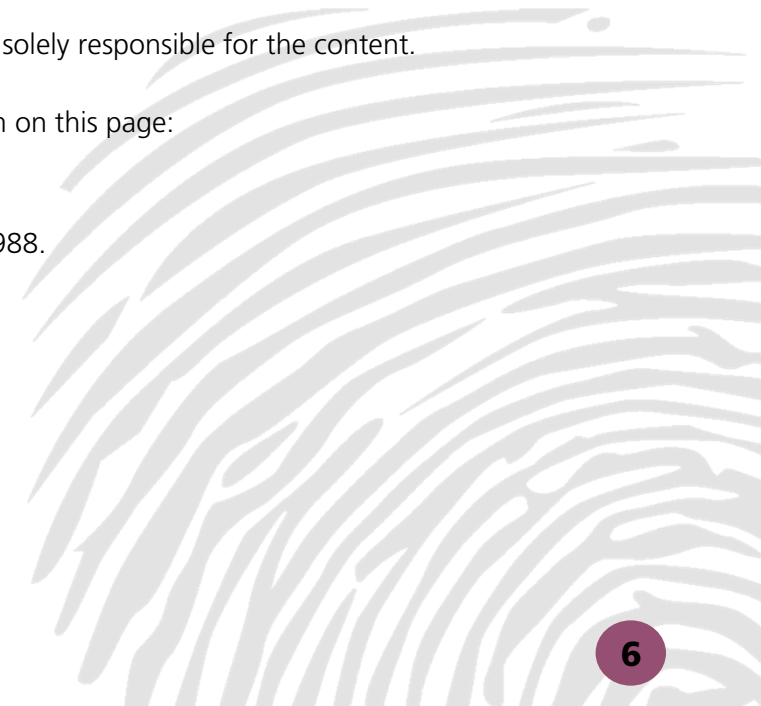 solely responsible for the content.
on this page:
988.
6